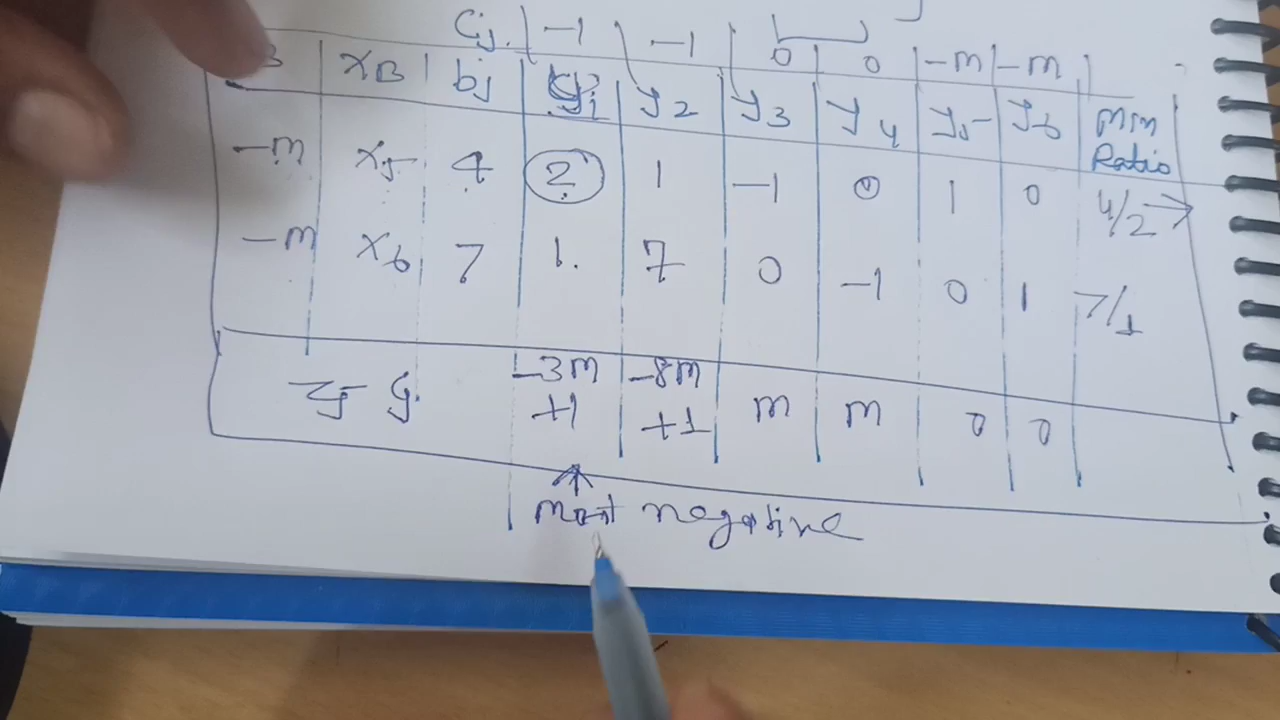 Cj. -1 -1 0 0 -M -M
B XB bj y1 y2 y3 y4 y5 y6 Min Ratio
-M X5 4 2 1 -1 0 1 0 4/2 →
-M X6 7 1. 7 0 -1 0 1 7/1
Zj - Cj -3M +1 -8M +1 M M 0 0
↑
most negative